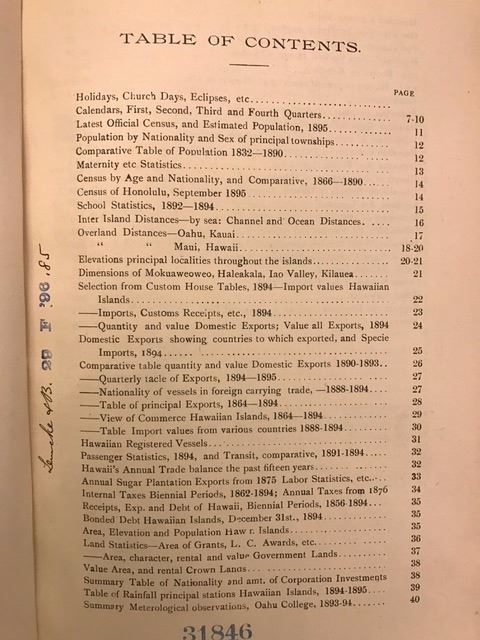 TABLE OF CONTENTS.
PAGE
Holidays, Church Days, Eclipses, etc
Calendars, First, Second, Third and Fourth Quarters 7-10
Latest Official Census, and Estimated Population, 1895 11
Population by Nationality and Sex of principal townships 12
Comparative Table of Population 1832—1890 12
Maternity etc Statistics 13
Census by Age and Nationality, and Comparative, 1866—1890 14
Census of Honolulu, September 1895 14
School Statistics, 1892—1894 15
Inter Island Distances—by sea: Channel and Ocean Distances. 16
Overland Distances—Oahu, Kauai 17
" " Maui, Hawaii 18-20
Elevations principal localities throughout the islands 20-21
Dimensions of Mokuaweoweo, Haleakala, Iao Valley, Kilauea 21
Selection from Custom House Tables, 1894—Import values Hawaiian
Islands 22
—Imports, Customs Receipts, etc., 1894 23
—Quantity and value Domestic Exports; Value all Exports, 1894 24
Domestic Exports showing countries to which exported, and Specie
Imports, 1894 25
Comparative table quantity and value Domestic Exports 1890-1893 26
—Quarterly tacle of Exports, 1894—1895 27
—Nationality of vessels in foreign carrying trade, —1888-1894 27
—Table of principal Exports, 1864—1894 28
—View of Commerce Hawaiian Islands, 1864—1894 29
—Table Import values from various countries 1888-1894 30
Hawaiian Registered Vessels 31
Passenger Statistics, 1894, and Transit, comparative, 1891-1894 32
Hawaii's Annual Trade balance the past fifteen years 32
Annual Sugar Plantation Exports from 1875 Labor Statistics, etc 33
Internal Taxes Biennial Periods, 1862-1894; Annual Taxes from 1876 34
Receipts, Exp. and Debt of Hawaii, Biennial Periods, 1856-1894 35
Bonded Debt Hawaiian Islands, December 31st., 1894 35
Area, Elevation and Population Haw r. Islands 35
Land Statistics—Area of Grants, L. C. Awards, etc. 36
—Area, character, rental and value Government Lands 37
Value Area, and rental Crown Lands 38
Summary Table of Nationality and amt. of Corporation Investments 38
Table of Rainfall principal stations Hawaiian Islands, 1894-1895 39
Summary Meterological observations, Oahu College, 1893-94 40
31846
29 F '96 .85